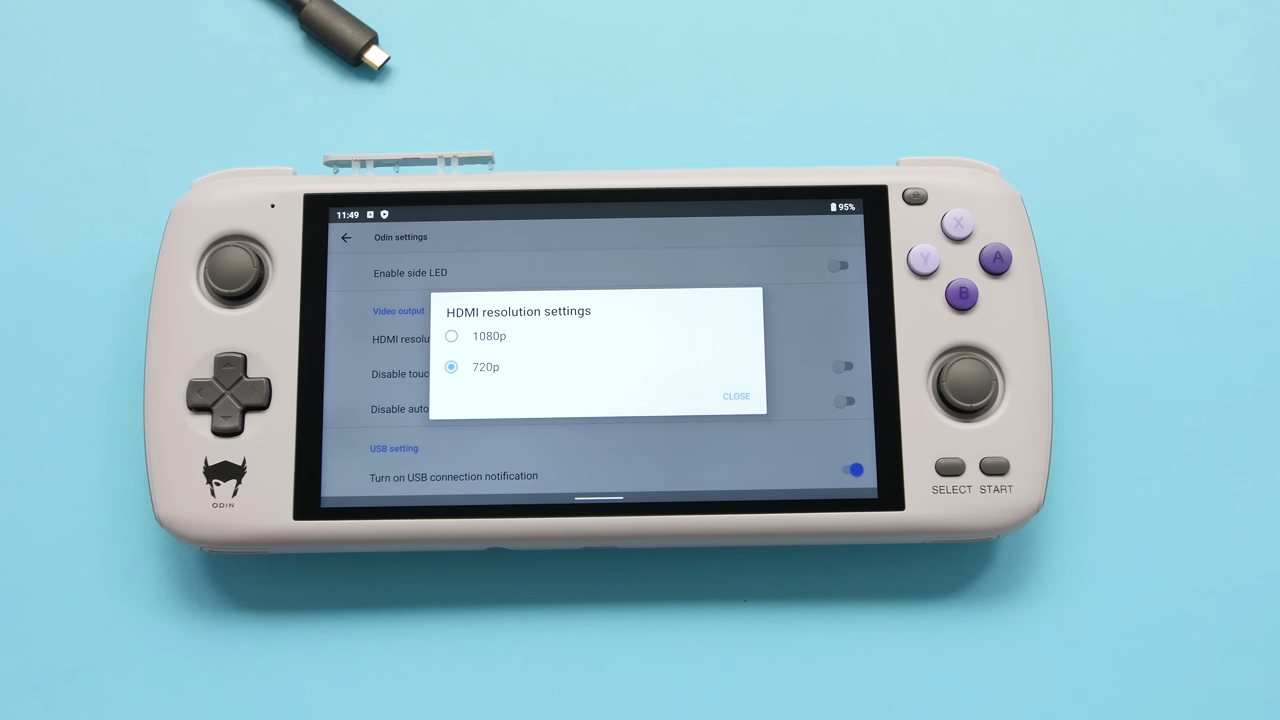 11:49
95%
Odin settings
Enable side LED
Video output
HDMI resolu
Disable touc
Disable auto
HDMI resolution settings
1080p
720p
CLOSE
USB setting
Turn on USB connection notification
X
Y
A
B
SELECT START
ODIN